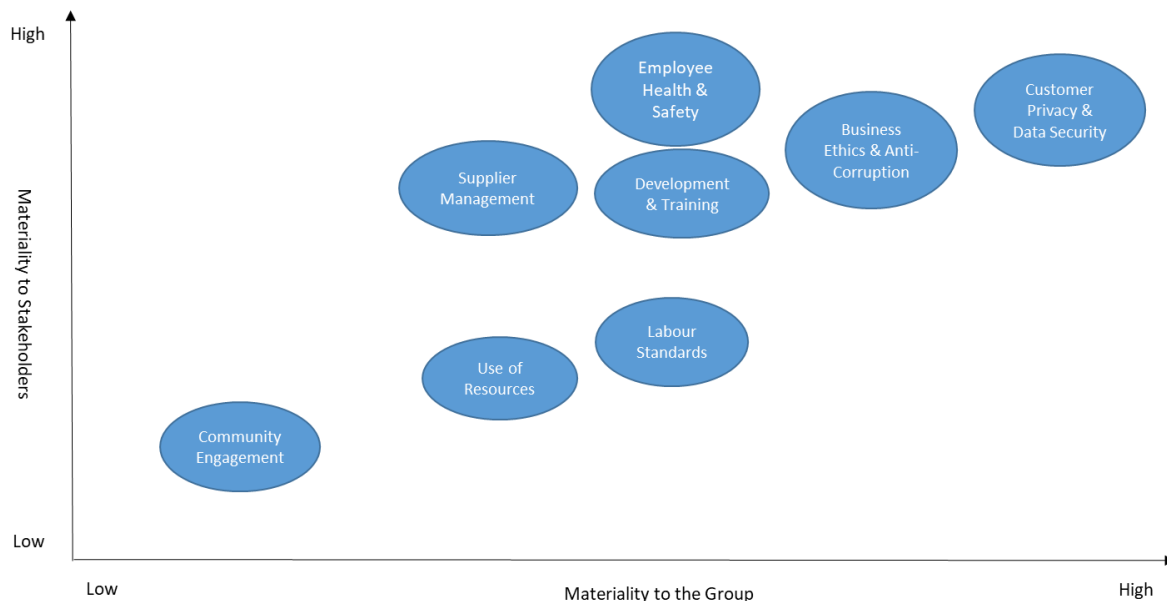 High
Employee
Health &
Safety
Customer
Privacy &
Data Security
Business
Ethics & Anti-
Corruption
Supplier
Management
Development
& Training
Materiality to Stakeholders
Labour
Standards
Use of
Resources
Community
Engagement
Low
Low
Materiality to the Group
High